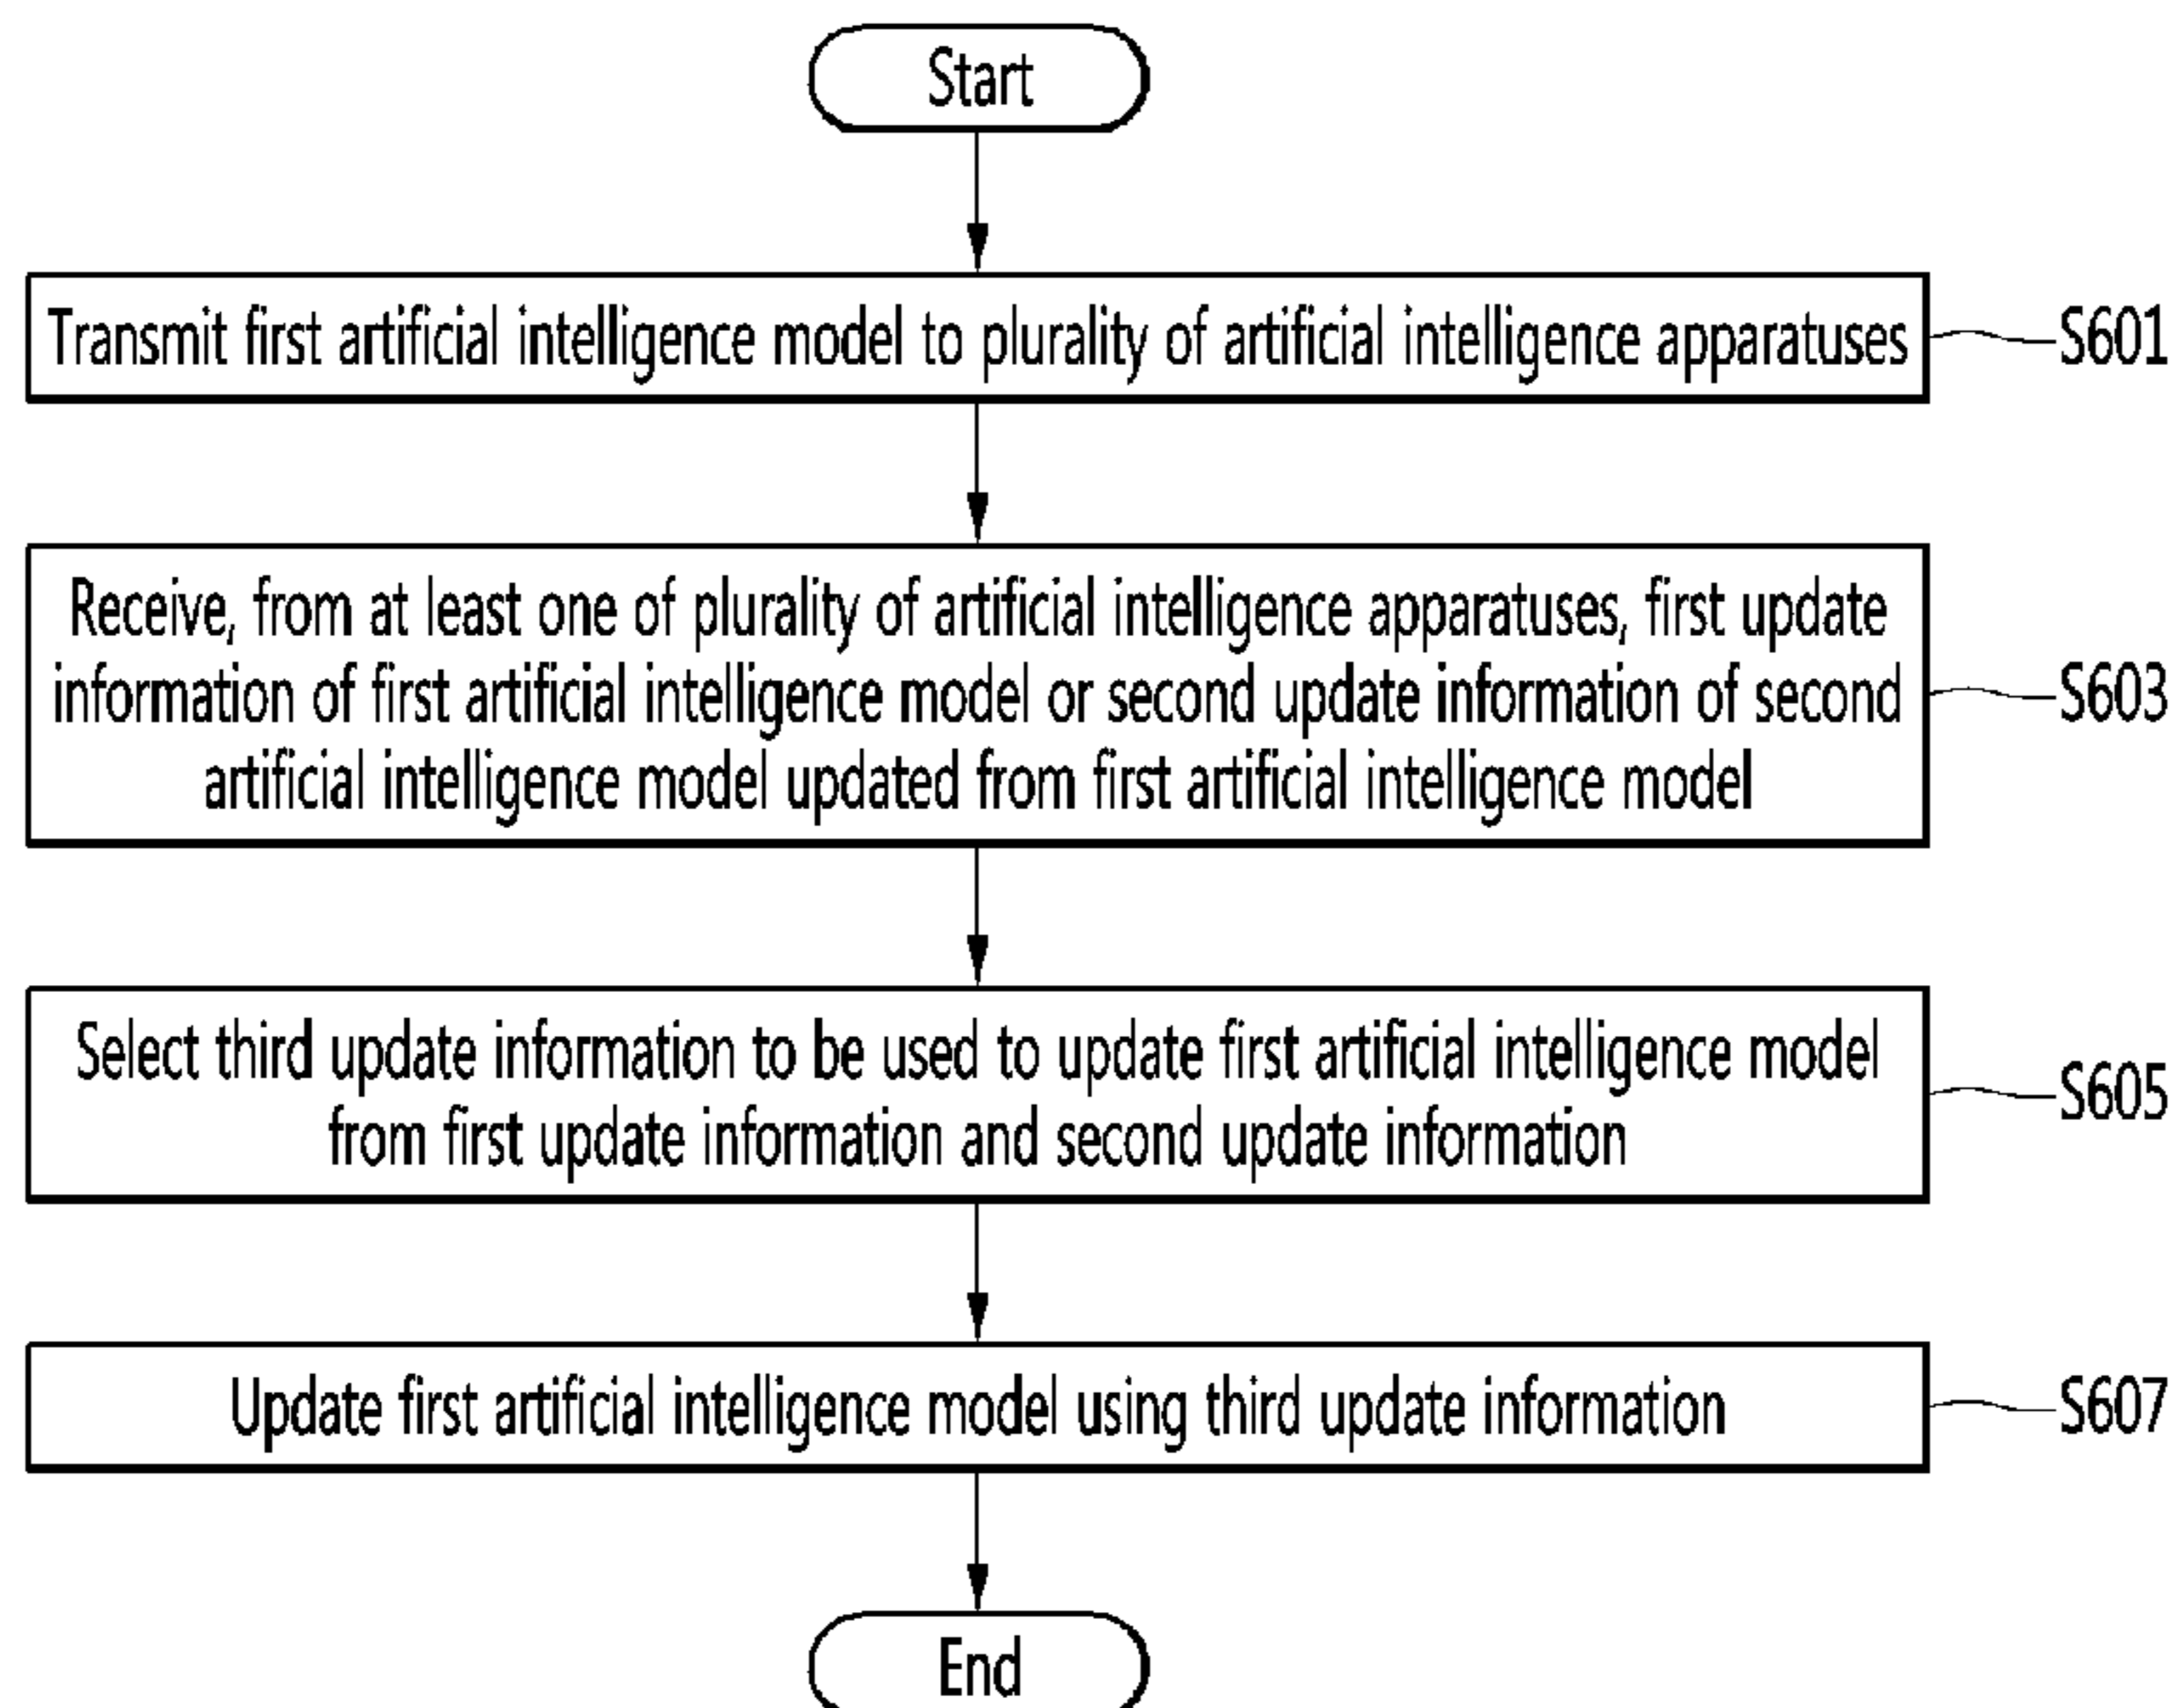 Start
Transmit first artificial intelligence model to plurality of artificial intelligence apparatuses
S601
Receive, from at least one of plurality of artificial intelligence apparatuses, first update
information of first artificial intelligence model or second update information of second
artificial intelligence model updated from first artificial intelligence model
S603
Select third update information to be used to update first artificial intelligence model
from first update information and second update information
S605
Update first artificial intelligence model using third update information
S607
End